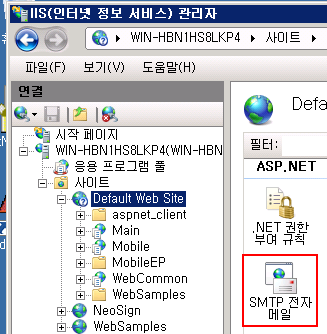 IIS(인터넷 정보 서비스) 관리자
WIN-HBN1HS8LKP4 ▸ 사이트 ▸
파일(F) 보기(V) 도움말(H)
연결
시작 페이지
WIN-HBN1HS8LKP4(WIN-HBN
응용 프로그램 풀
사이트
Default Web Site
aspnet_client
Main
Mobile
MobileEP
WebCommon
WebSamples
NeoSign
WebSamples
Defa
필터:
ASP.NET
.NET 권한
부여 규칙
SMTP 전자
메일